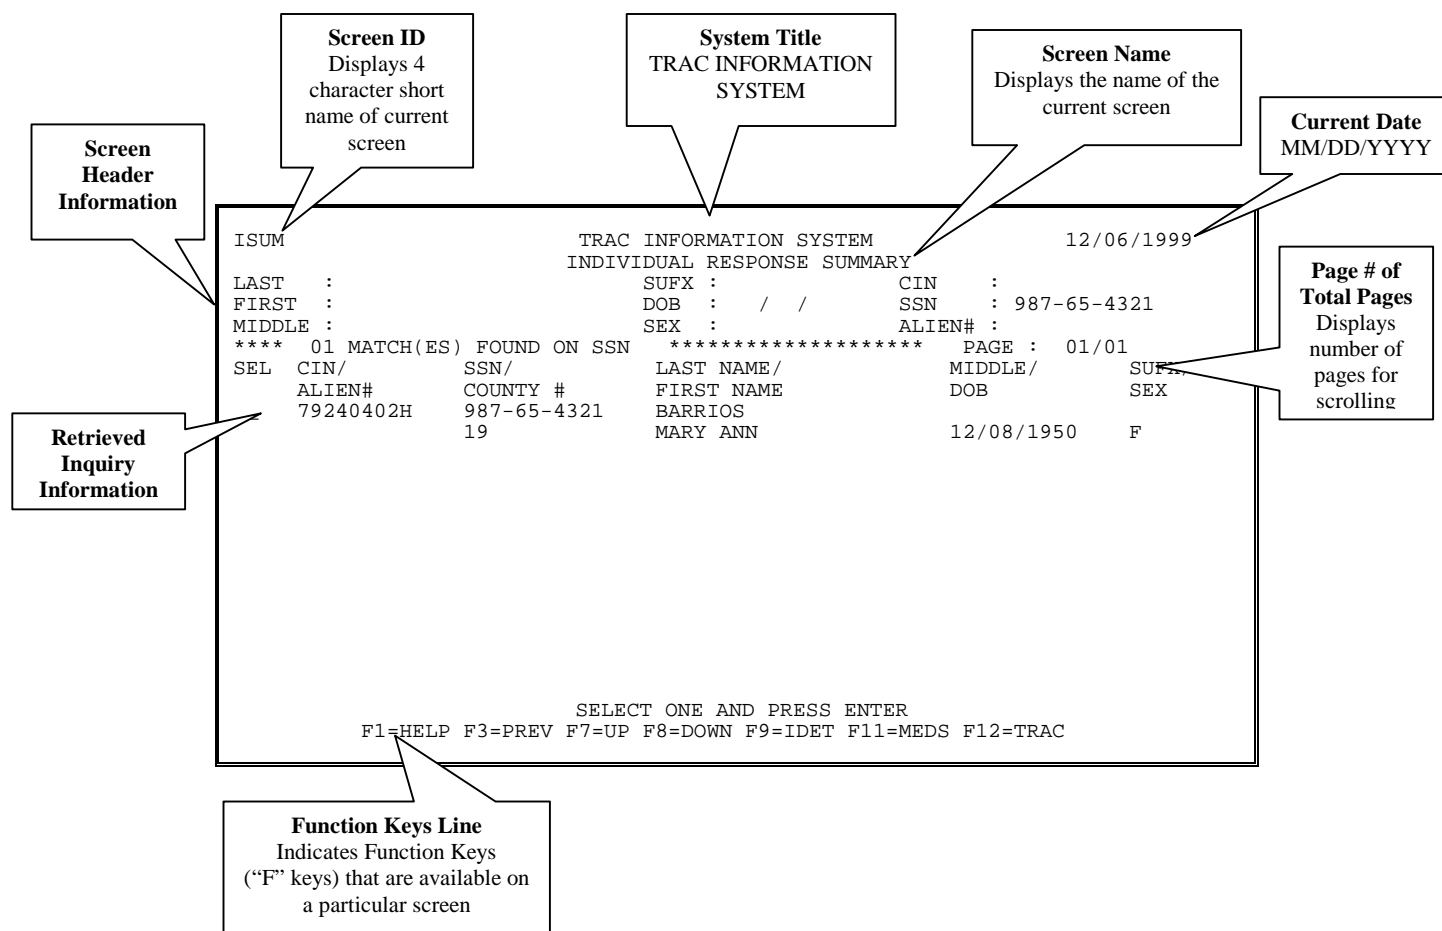 Screen ID
Displays 4
character short
name of current
screen
System Title
TRAC INFORMATION
SYSTEM
Screen Name
Displays the name of the
current screen
Current Date
MM/DD/YYYY
Screen
Header
Information
ISUM TRAC INFORMATION SYSTEM 12/06/1999
INDIVIDUAL RESPONSE SUMMARY
LAST : SUFX : CIN :
FIRST : DOB : / / SSN : 987-65-4321
MIDDLE : SEX : ALIEN# :
**** 01 MATCH(ES) FOUND ON SSN ******************** PAGE : 01/01
SEL CIN/ SSN/ LAST NAME/ MIDDLE/ SUFX/
ALIEN# COUNTY # FIRST NAME DOB SEX
_ 79240402H 987-65-4321 BARRIOS
19 MARY ANN 12/08/1950 F
Page # of
Total Pages
Displays
number of
pages for
scrolling
Retrieved
Inquiry
Information
SELECT ONE AND PRESS ENTER
F1=HELP F3=PREV F7=UP F8=DOWN F9=IDET F11=MEDS F12=TRAC
Function Keys Line
Indicates Function Keys
(“F” keys) that are available on
a particular screen